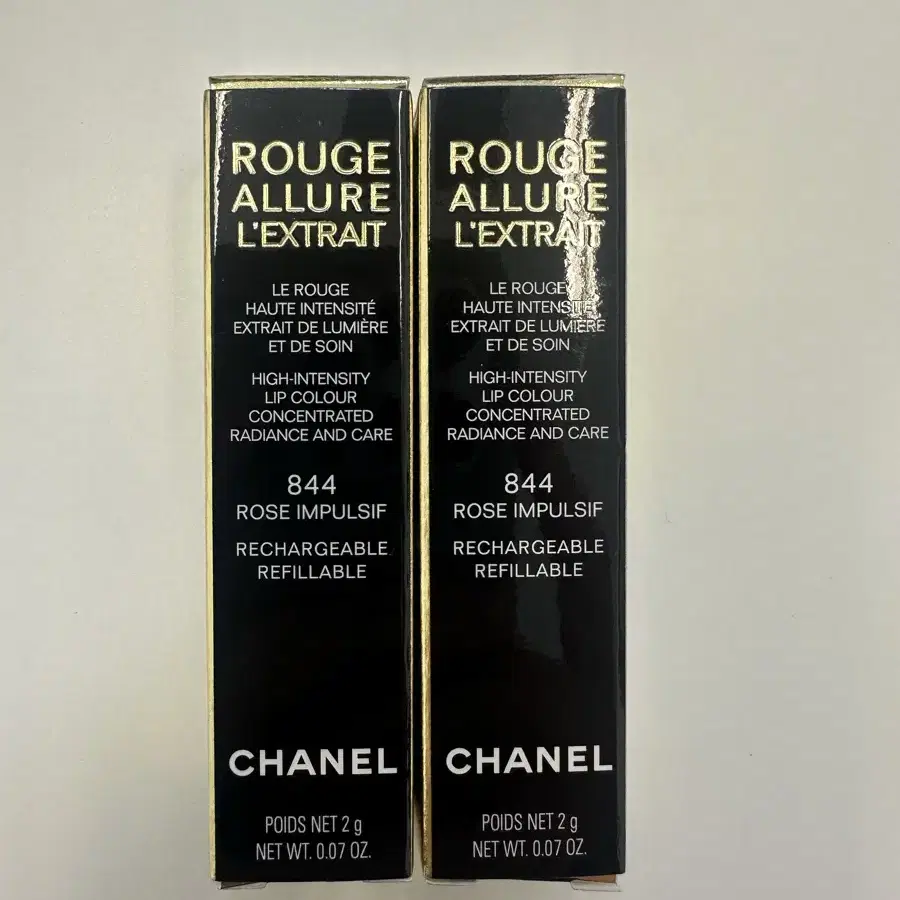 ROUGE
ALLURE
L'EXTRAIT
LE ROUGE
HAUTE INTENSITÉ
EXTRAIT DE LUMIÈRE
ET DE SOIN
HIGH-INTENSITY
LIP COLOUR
CONCENTRATED
RADIANCE AND CARE
844
ROSE IMPULSIF
RECHARGEABLE
REFILLABLE
CHANEL
POIDS NET 2 g
NET WT. 0.07 OZ.
ROUGE
ALLURE
L'EXTRAIT
LE ROUGE
HAUTE INTENSITÉ
EXTRAIT DE LUMIÈRE
ET DE SOIN
HIGH-INTENSITY
LIP COLOUR
CONCENTRATED
RADIANCE AND CARE
844
ROSE IMPULSIF
RECHARGEABLE
REFILLABLE
CHANEL
POIDS NET 2 g
NET WT. 0.07 OZ.